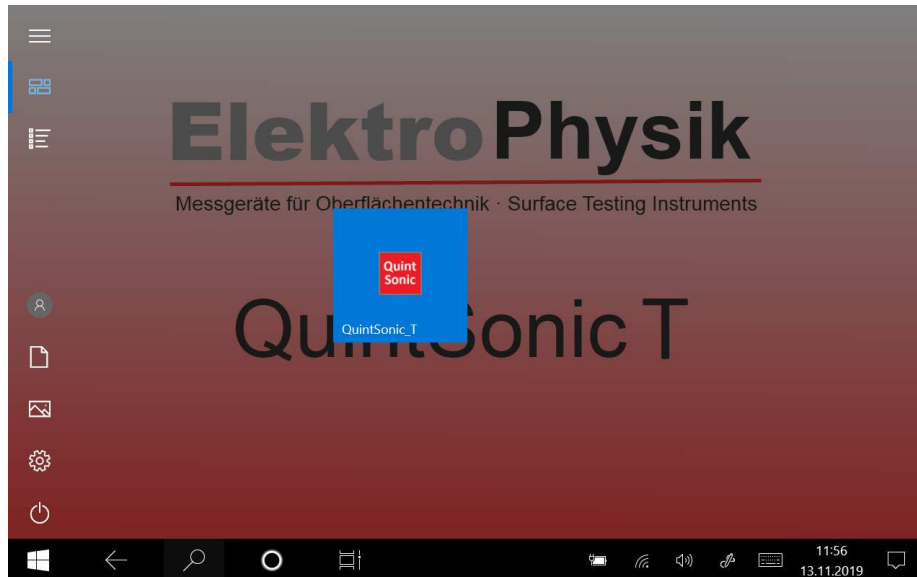 ElektroPhysik
Messgeräte für Oberflächentechnik · Surface Testing Instruments
Quint
Sonic
QuintSonic_T
QuintSonic T
11:56
13.11.2019